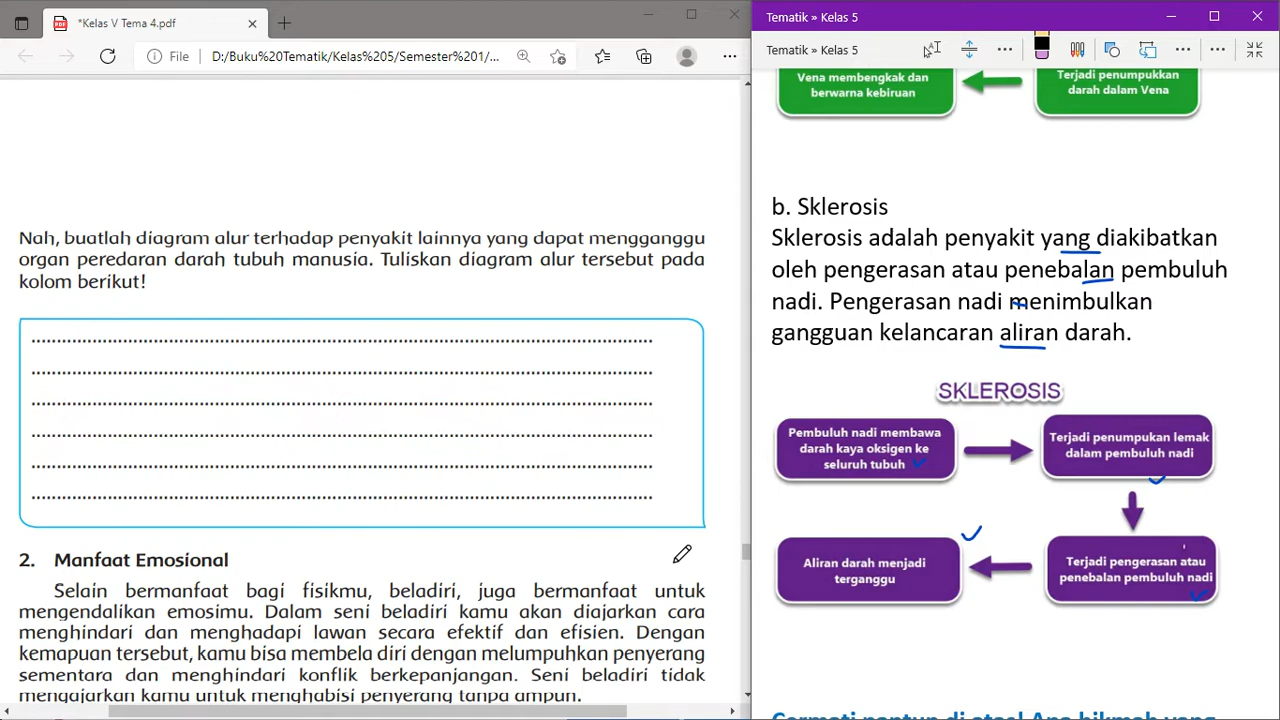 *Kelas V Tema 4.pdf
File
D:/Buku%20Tematik/Kelas%205/Semester%201/...
Nah, buatlah diagram alur terhadap penyakit lainnya yang dapat mengganggu
organ peredaran darah tubuh manusia. Tuliskan diagram alur tersebut pada
kolom berikut!
2. Manfaat Emosional
Selain bermanfaat bagi fisikmu, beladiri, juga bermanfaat untuk
mengendalikan emosimu. Dalam seni beladiri kamu akan diajarkan cara
menghindari dan menghadapi lawan secara efektif dan efisien. Dengan
kemapuan tersebut, kamu bisa membela diri dengan melumpuhkan penyerang
sementara dan menghindari konflik berkepanjangan. Seni beladiri tidak
mengajarkan kamu untuk menghabisi penyerang tanpa ampun.
Tematik » Kelas 5
Tematik » Kelas 5
Vena membengkak dan
berwarna kebiruan
Terjadi penumpukkan
darah dalam Vena
b. Sklerosis
Sklerosis adalah penyakit yang diakibatkan
oleh pengerasan atau penebalan pembuluh
nadi. Pengerasan nadi menimbulkan
gangguan kelancaran aliran darah.
SKLEROSIS
Pembuluh nadi membawa
darah kaya oksigen ke
seluruh tubuh
Terjadi penumpukan lemak
dalam pembuluh nadi
Terjadi pengerasan atau
penebalan pembuluh nadi
Aliran darah menjadi
terganggu
Cermati pantun di atas! Apa hikmah yang